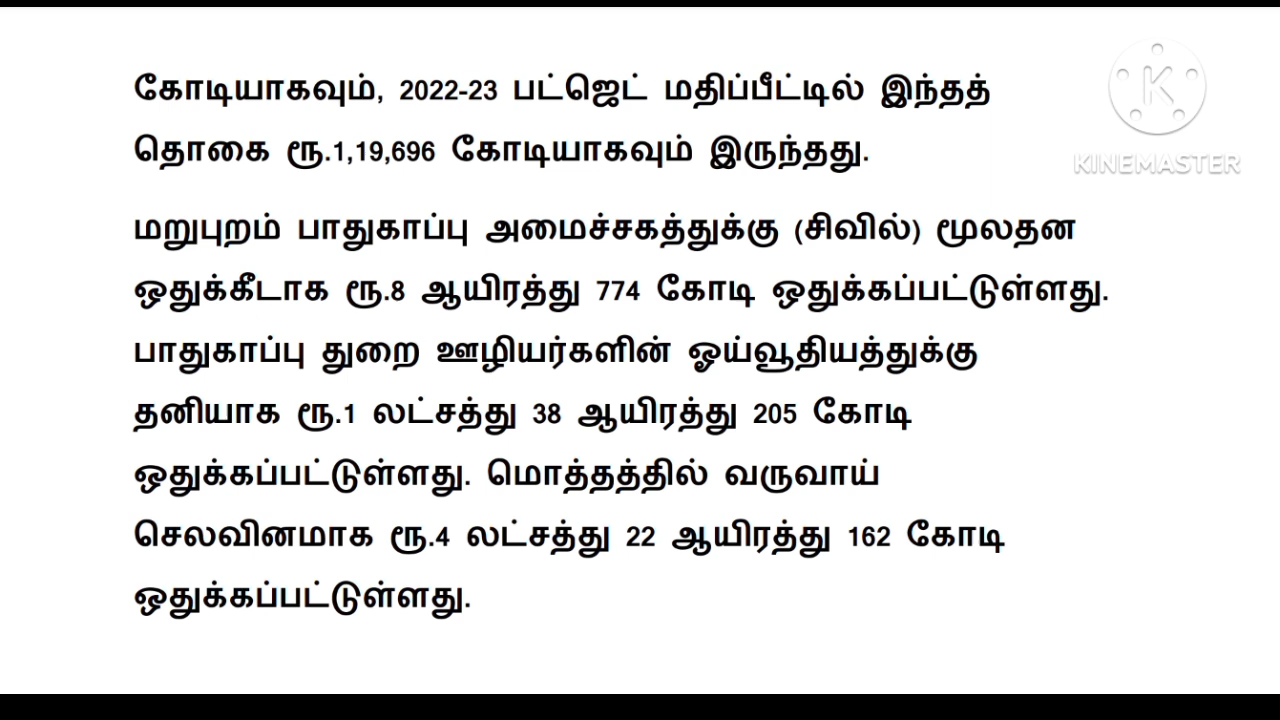 கோடியாகவும், 2022-23 பட்ஜெட் மதிப்பீட்டில் இந்தத்
தொகை ரூ.1,19,696 கோடியாகவும் இருந்தது.
மறுபுறம் பாதுகாப்பு அமைச்சகத்துக்கு (சிவில்) மூலதன
ஒதுக்கீடாக ரூ.8 ஆயிரத்து 774 கோடி ஒதுக்கப்பட்டுள்ளது.
பாதுகாப்பு துறை ஊழியர்களின் ஓய்வூதியத்துக்கு
தனியாக ரூ.1 லட்சத்து 38 ஆயிரத்து 205 கோடி
ஒதுக்கப்பட்டுள்ளது. மொத்தத்தில் வருவாய்
செலவினமாக ரூ.4 லட்சத்து 22 ஆயிரத்து 162 கோடி
ஒதுக்கப்பட்டுள்ளது.
K
KINEMASTER